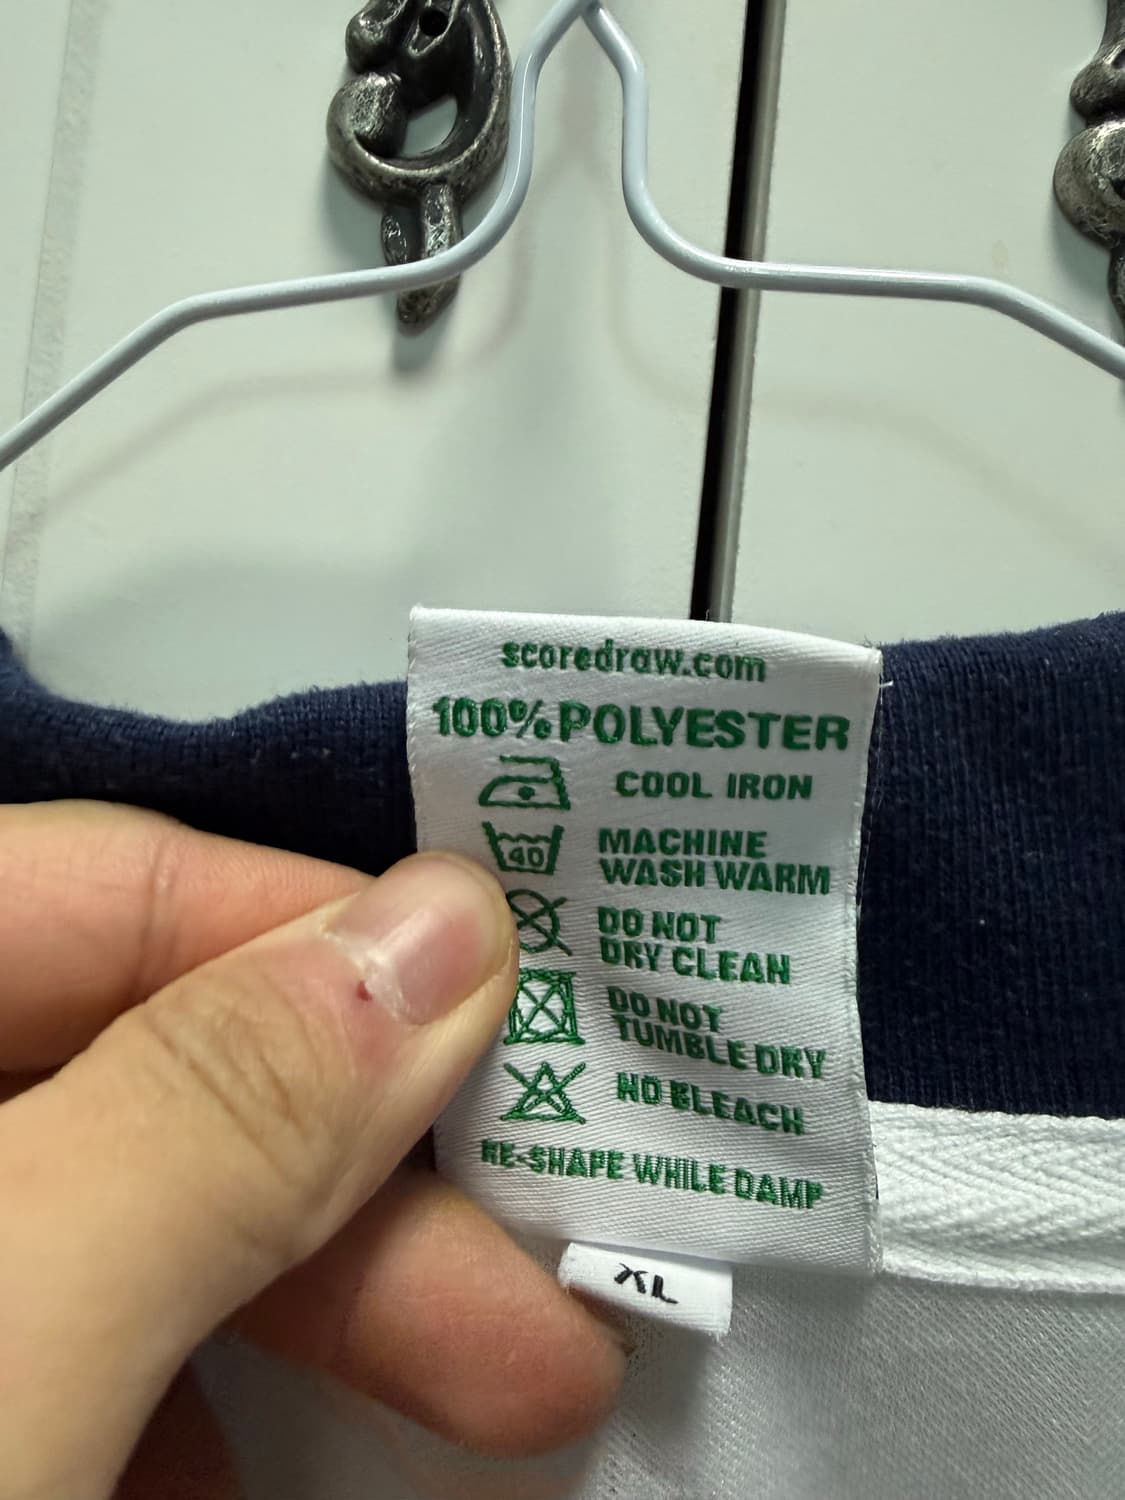 scoredraw.com
100% POLYESTER
COOL IRON
40
MACHINE
WASH WARM
DO NOT
DRY CLEAN
DO NOT
TUMBLE DRY
NO BLEACH
RE-SHAPE WHILE DAMP
XL